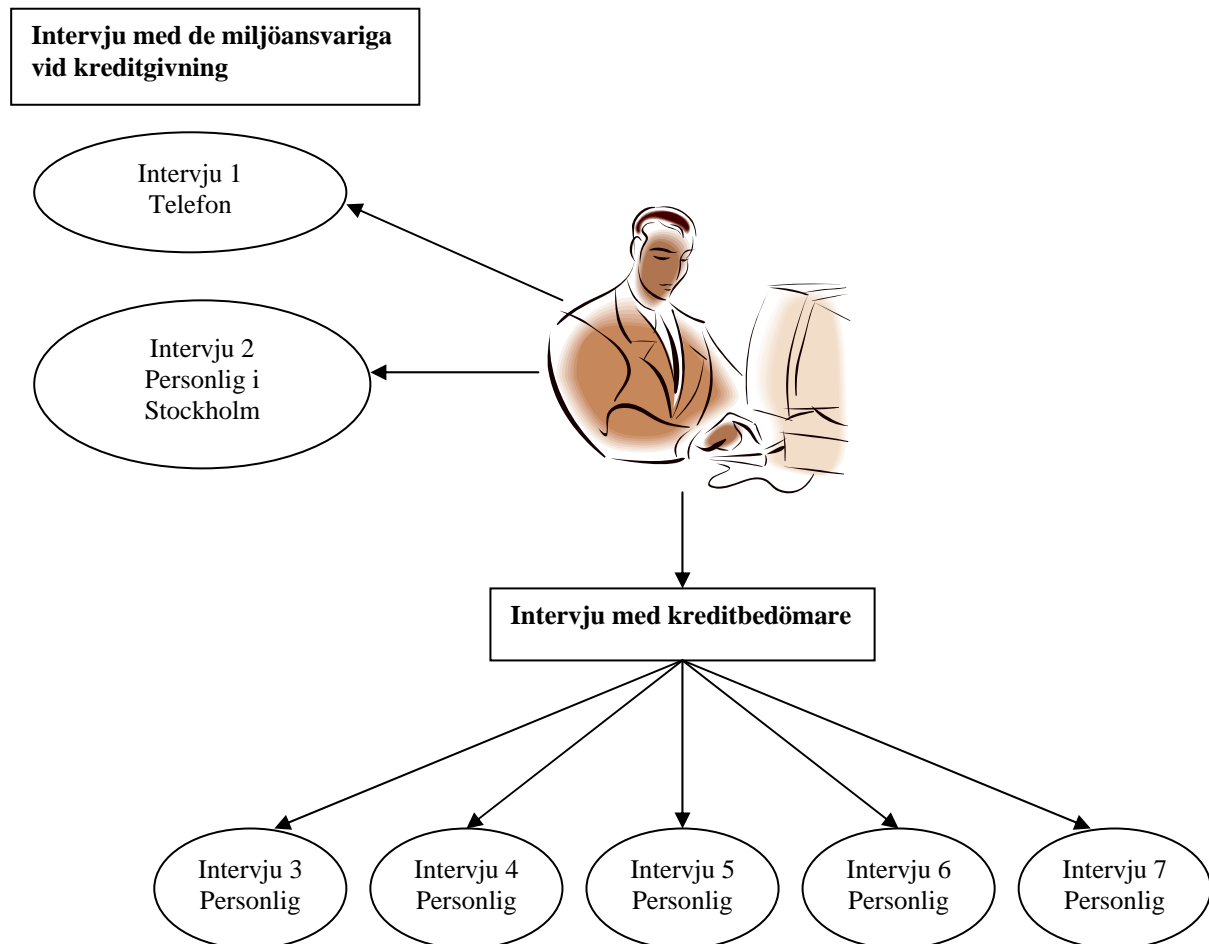 Intervju med de miljöansvariga
vid kreditgivning
Intervju 1
Telefon
Intervju 2
Personlig i
Stockholm
Intervju med kreditbedömare
Intervju 3
Personlig
Intervju 4
Personlig
Intervju 5
Personlig
Intervju 6
Personlig
Intervju 7
Personlig